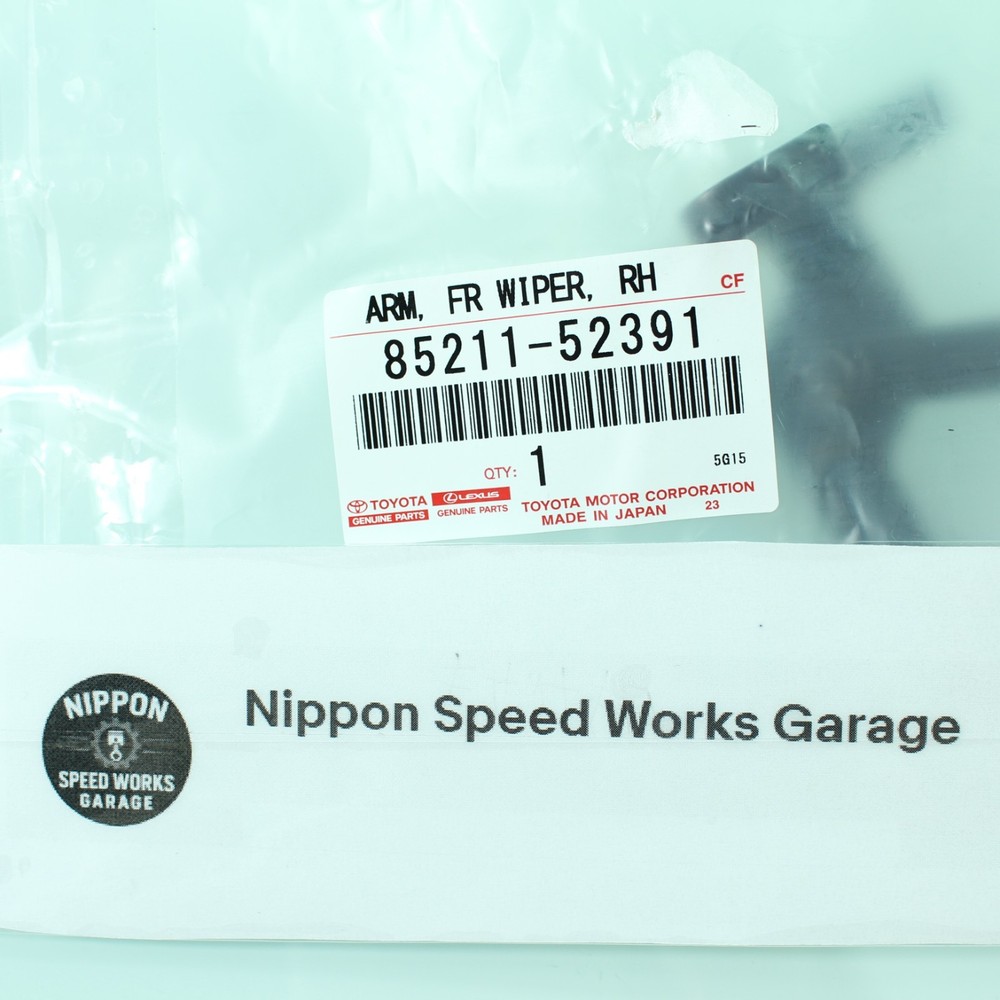 ARM, FR WIPER, RH
CF
85211-52391
QTY: 1
5G15
TOYOTA
GENUINE PARTS
LEXUS
GENUINE PARTS
TOYOTA MOTOR CORPORATION
MADE IN JAPAN 23
NIPPON
SPEED WORKS
GARAGE
Nippon Speed Works Garage